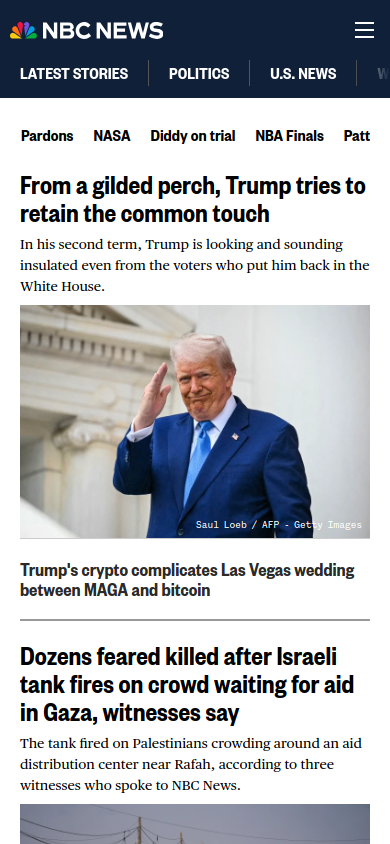 NBC NEWS
LATEST STORIES
POLITICS
U.S. NEWS
Pardons
NASA
Diddy on trial
NBA Finals
Patt
From a gilded perch, Trump tries to
retain the common touch
In his second term, Trump is looking and sounding
insulated even from the voters who put him back in the
White House.
Saul Loeb / AFP - Getty Images
Trump's crypto complicates Las Vegas wedding
between MAGA and bitcoin
Dozens feared killed after Israeli
tank fires on crowd waiting for aid
in Gaza, witnesses say
The tank fired on Palestinians crowding around an aid
distribution center near Rafah, according to three
witnesses who spoke to NBC News.